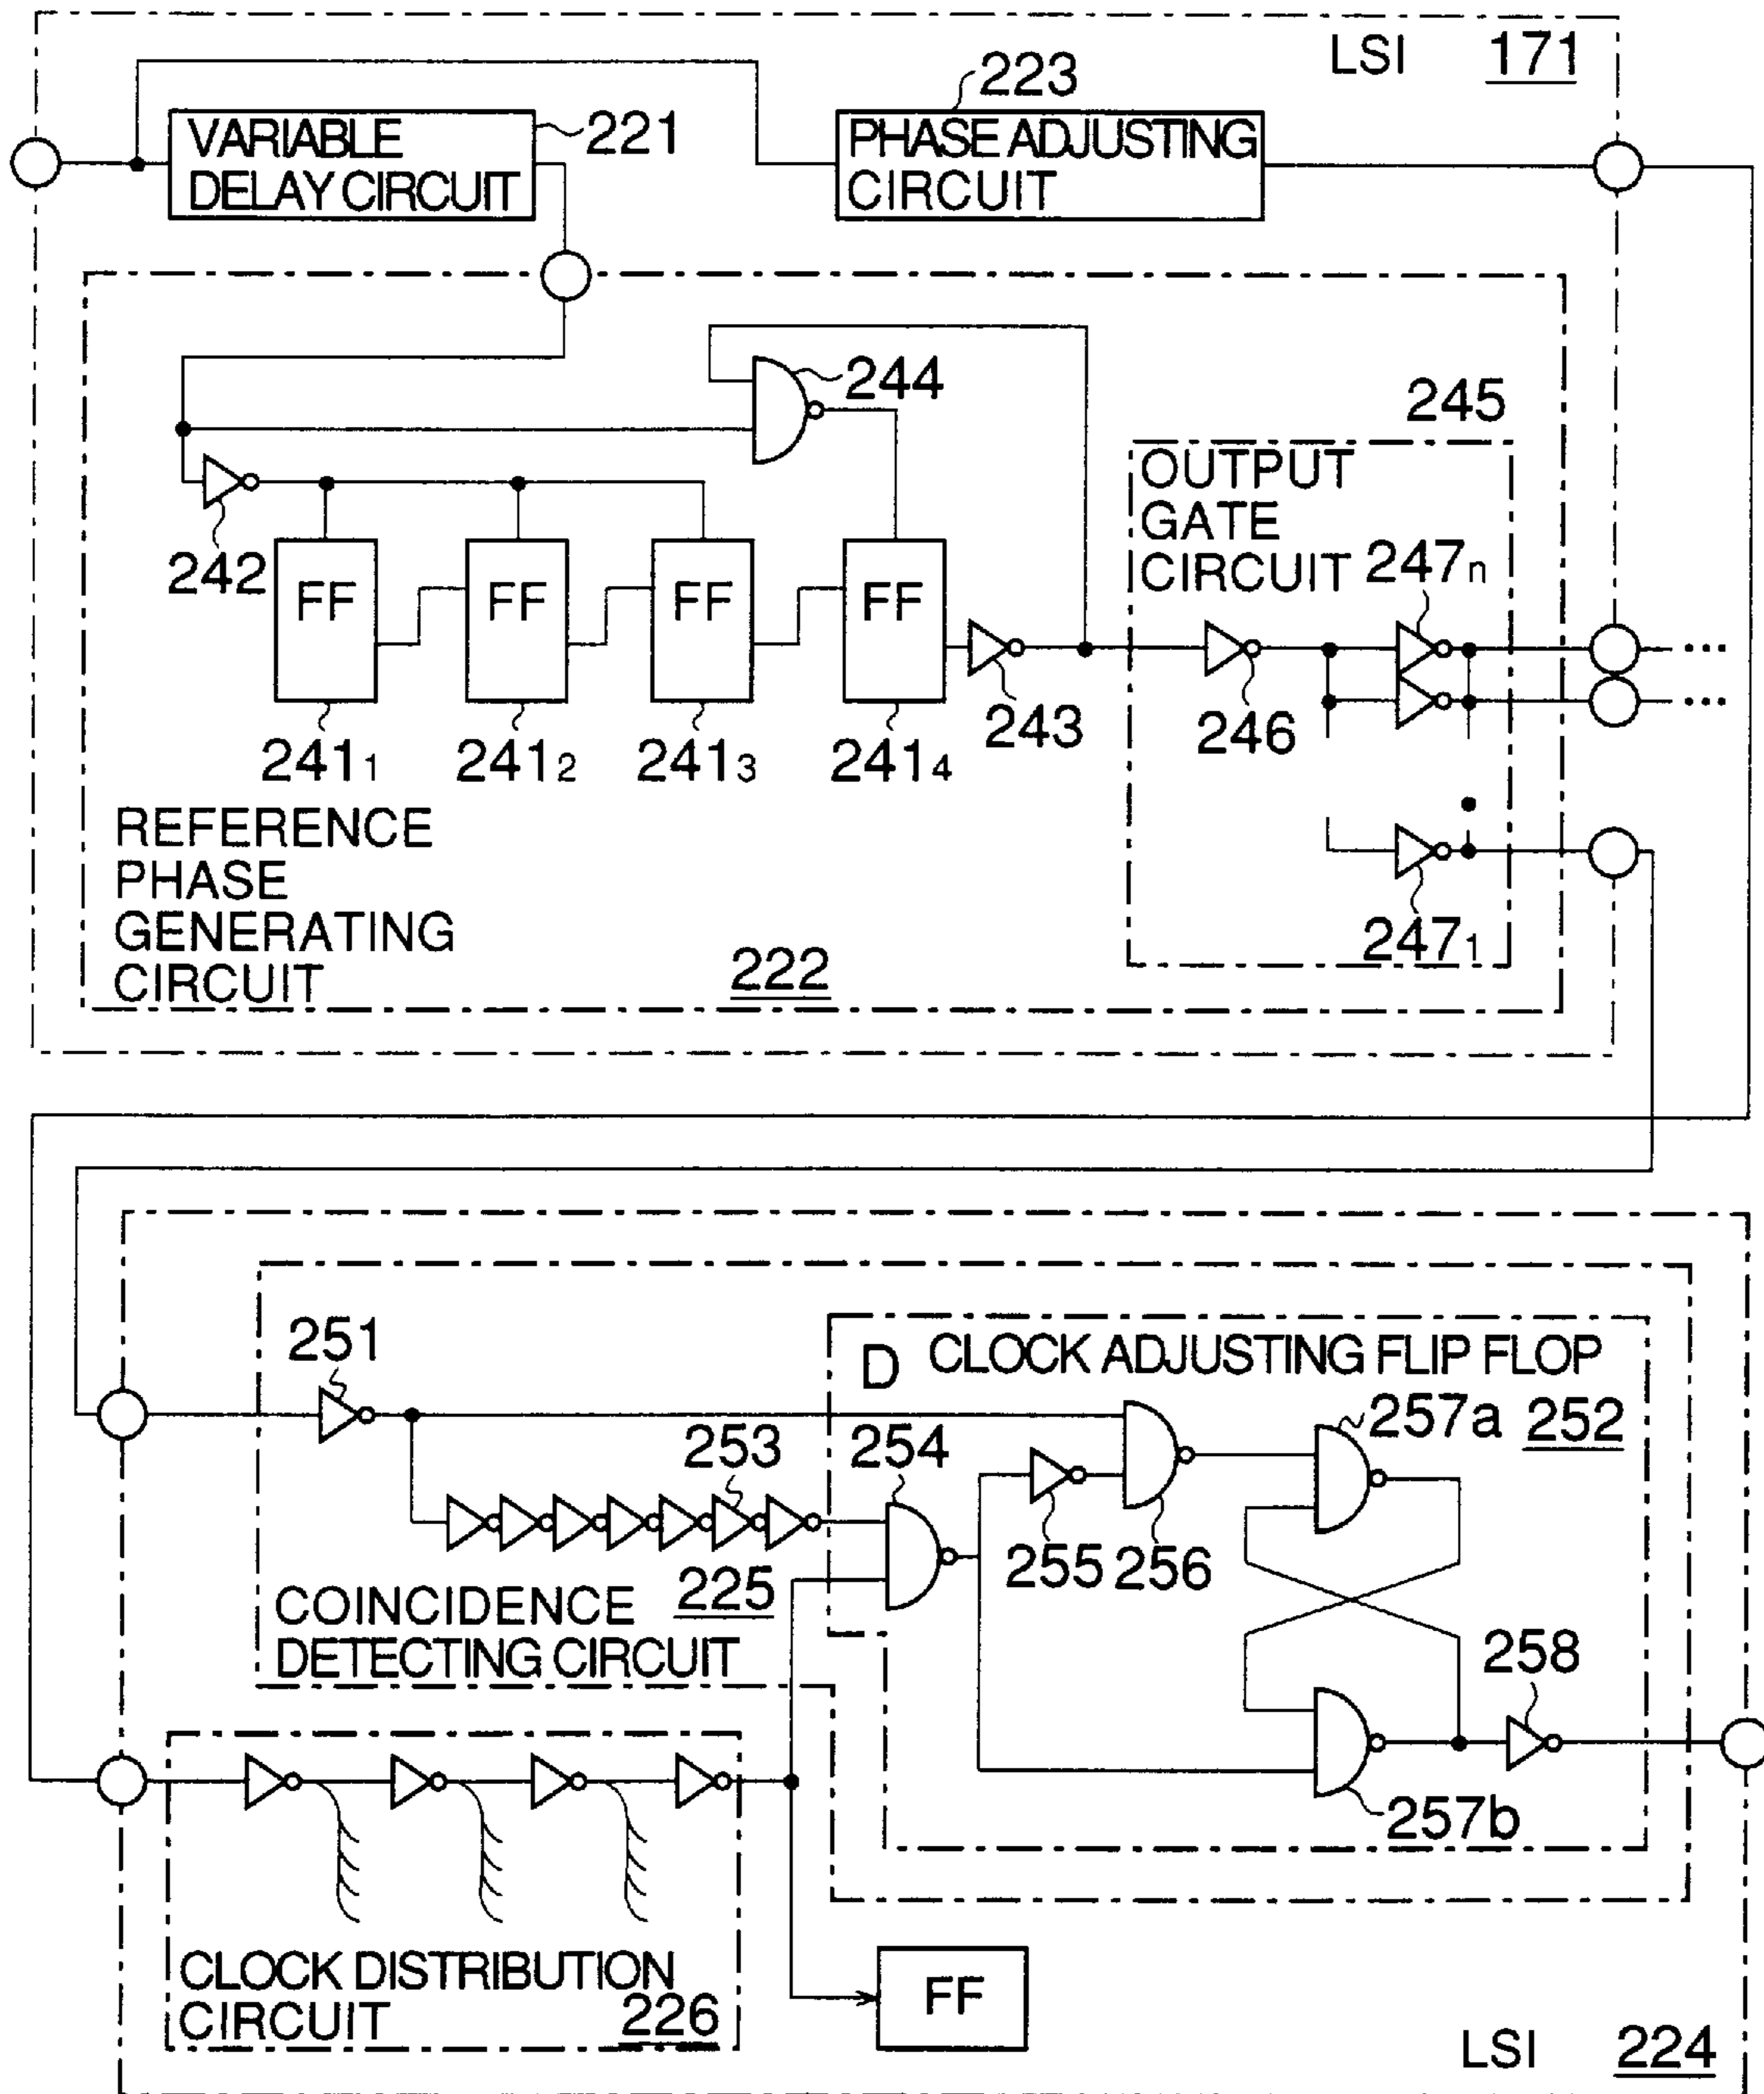 LSI 171
223
VARIABLE
DELAY CIRCUIT
221
PHASE ADJUSTING
CIRCUIT
244
245
OUTPUT
GATE
CIRCUIT
247n
242
FF
FF
FF
FF
243
246
241₁
241₂
241₃
241₄
REFERENCE
PHASE
GENERATING
CIRCUIT
222
247₁
251
D CLOCK ADJUSTING FLIP FLOP
257a 252
253
254
255
256
225
COINCIDENCE
DETECTING CIRCUIT
258
257b
CLOCK DISTRIBUTION
CIRCUIT
226
FF
LSI 224